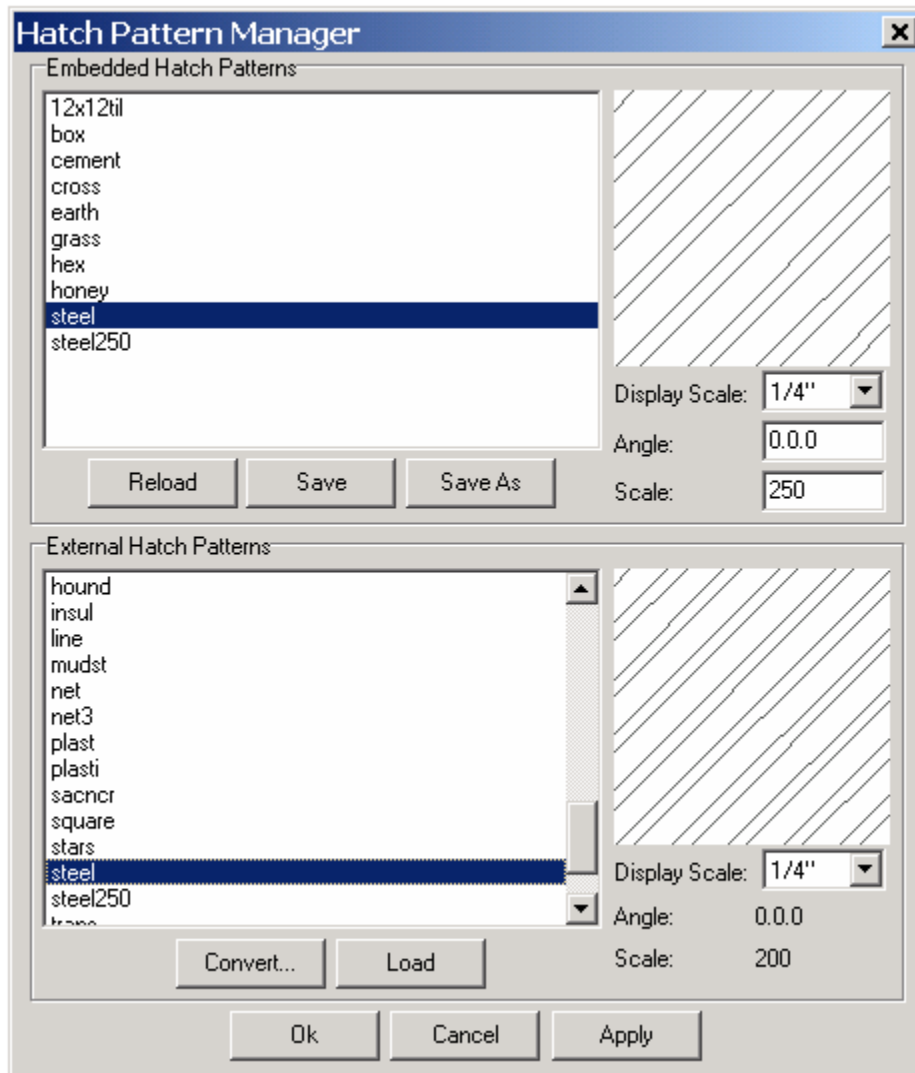 Hatch Pattern Manager
Embedded Hatch Patterns
12x12til
box
cement
cross
earth
grass
hex
honey
steel
steel250
Display Scale: 1/4"
Angle: 0.0.0
Scale: 250
Reload Save Save As
External Hatch Patterns
hound
insul
line
mudst
net
net3
plast
plasti
sacncr
square
stars
steel
steel250
Display Scale: 1/4"
Angle: 0.0.0
Scale: 200
Convert... Load
Ok Cancel Apply